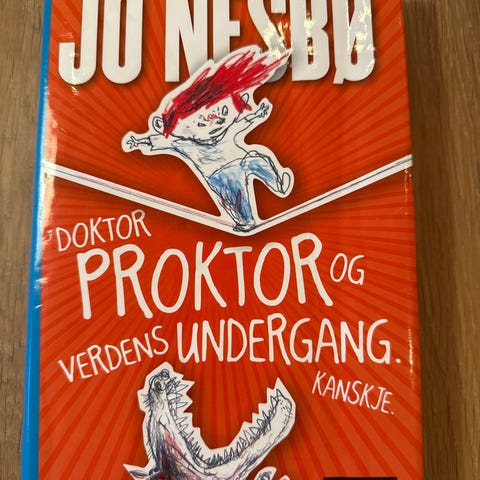 JO NESBØ
DOKTOR
PROKTOR OG
VERDENS UNDERGANG.
KANSKJE.